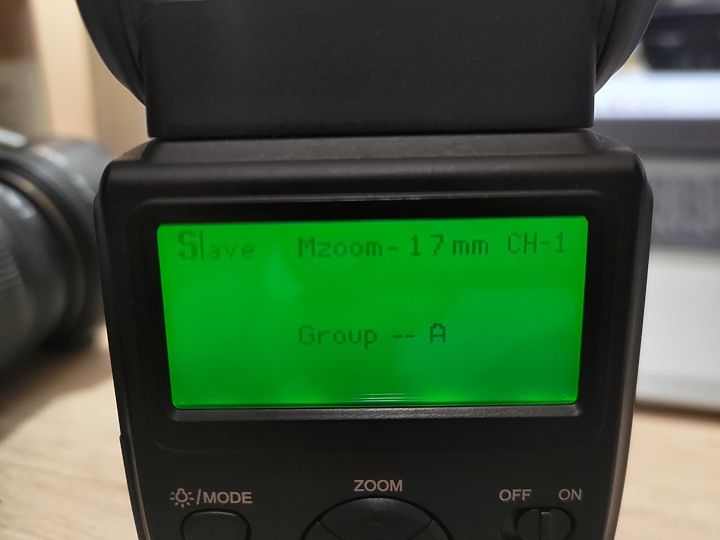 Slave Mzoom-17mm CH-1
Group -- A
/MODE ZOOM OFF ON